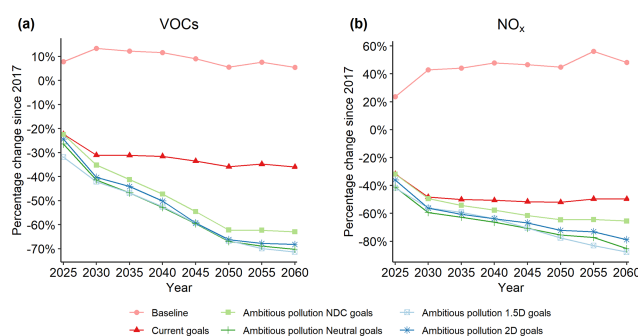 (a) VOCs
Percentage change since 2017
10%
0%
-10%
-20%
-30%
-40%
-50%
-60%
-70%
2025 2030 2035 2040 2045 2050 2055 2060
Year
(b) NOx
Percentage change since 2017
60%
40%
20%
0%
-20%
-40%
-60%
-80%
2025 2030 2035 2040 2045 2050 2055 2060
Year
Baseline Ambitious pollution NDC goals Ambitious pollution 1.5D goals
Current goals Ambitious pollution Neutral goals Ambitious pollution 2D goals